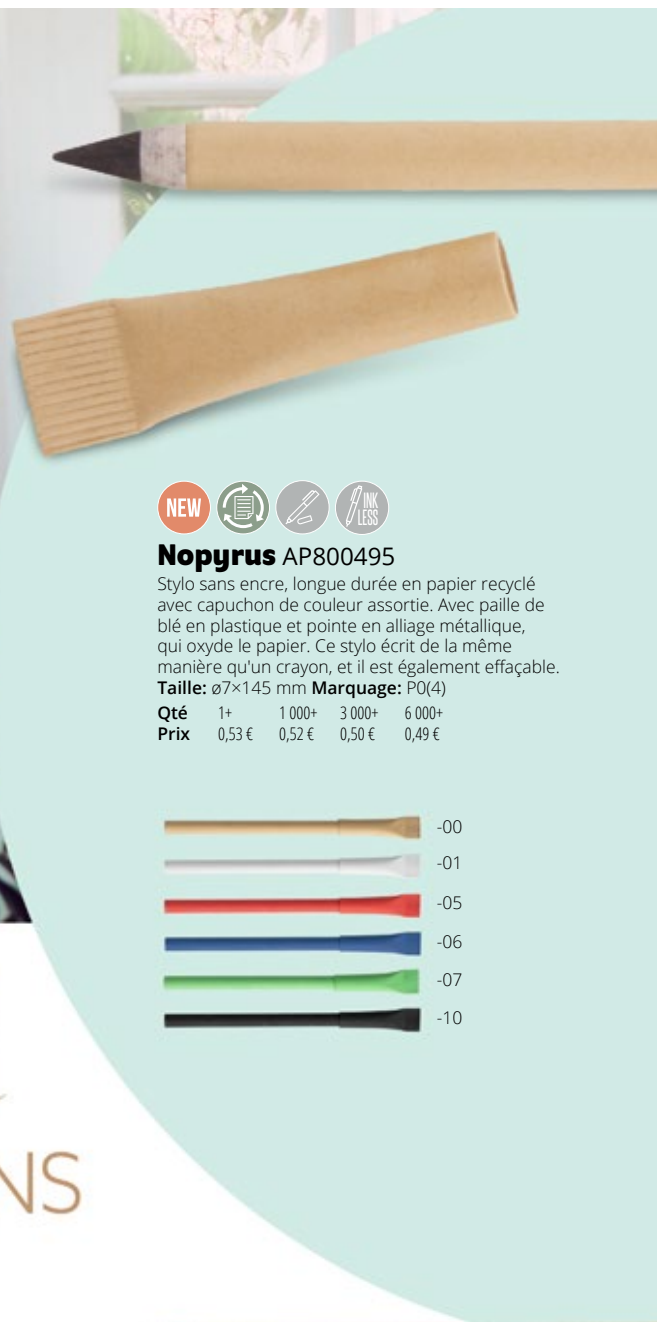 NEW
INK
LESS
Nopyrus AP800495
Stylo sans encre, longue durée en papier recyclé
avec capuchon de couleur assortie. Avec paille de
blé en plastique et pointe en alliage métallique,
qui oxyde le papier. Ce stylo écrit de la même
manière qu'un crayon, et il est également effaçable.
Taille: ø7×145 mm Marquage: P0(4)
Qté 1+ 1 000+ 3 000+ 6 000+
Prix 0,53 € 0,52 € 0,50 € 0,49 €
-00
-01
-05
-06
-07
-10
NS